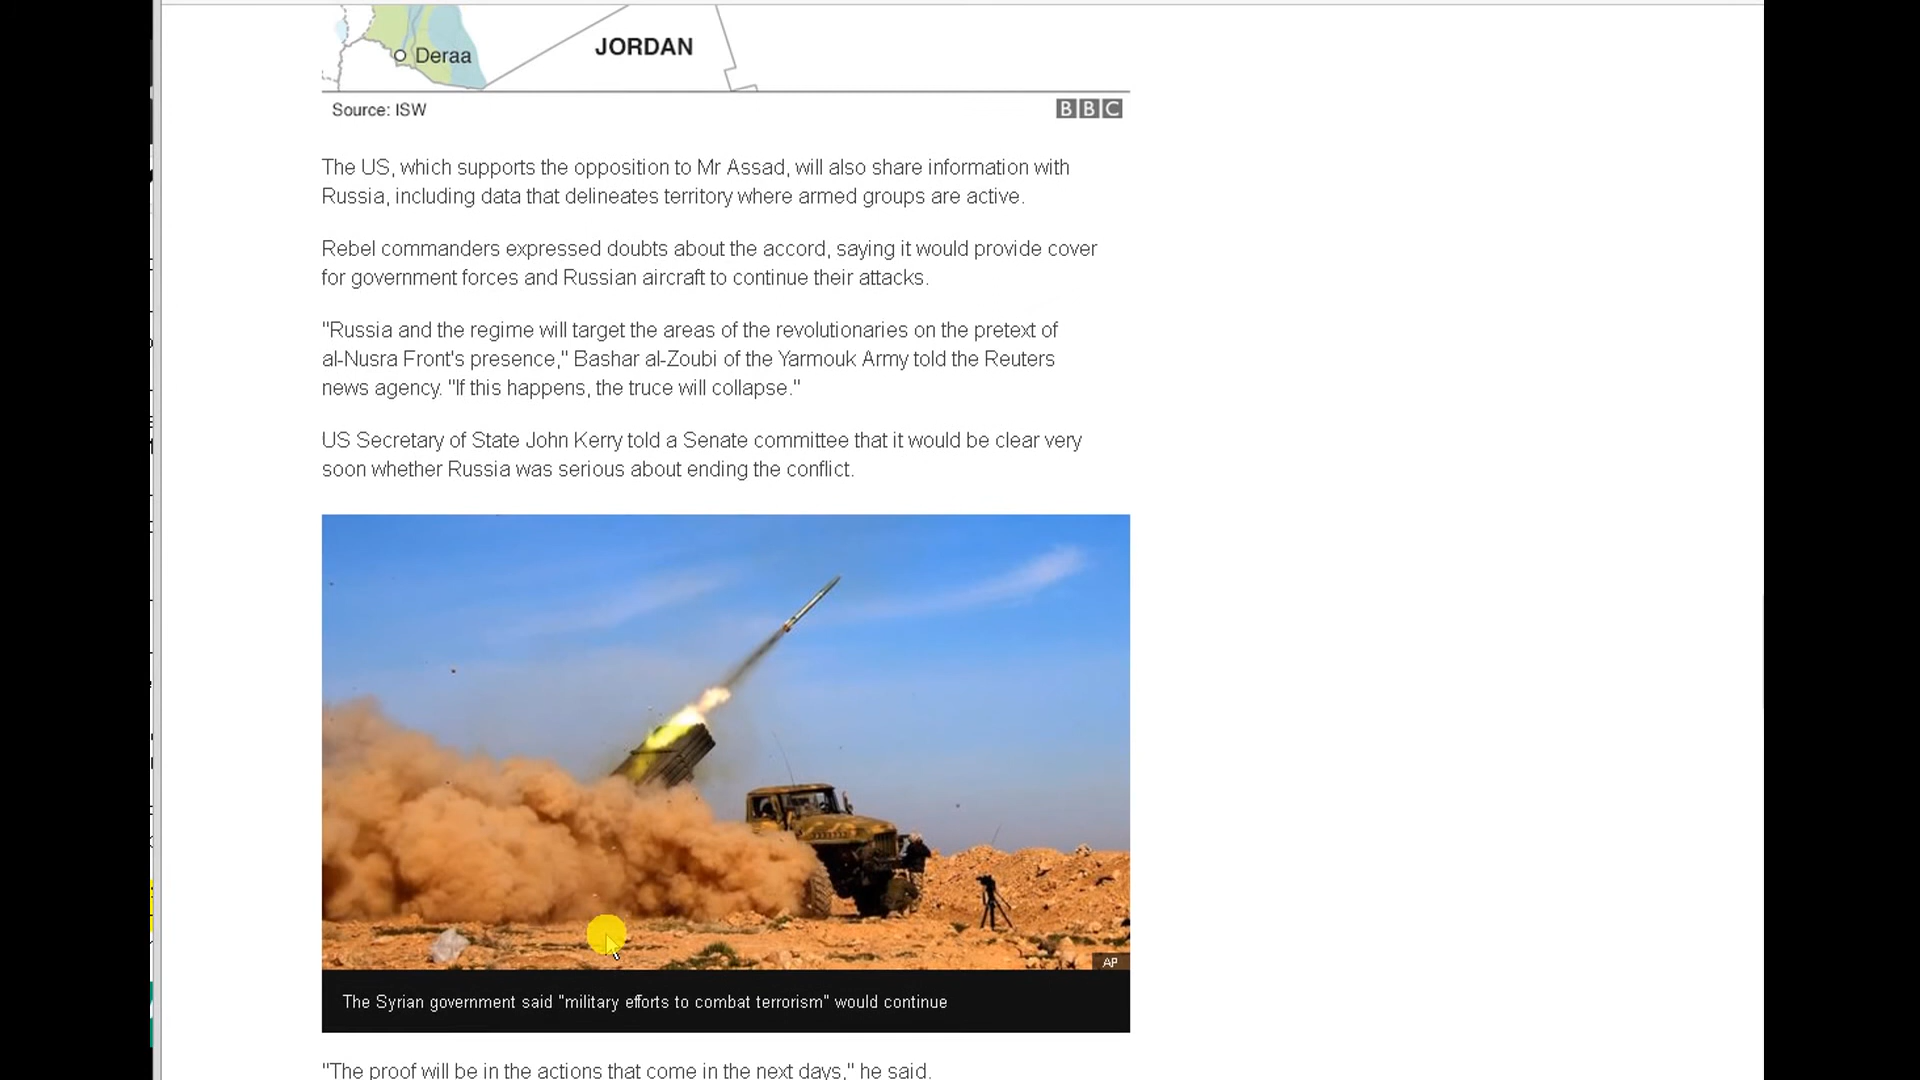 JORDAN
Deraa
Source: ISW
BBC
The US, which supports the opposition to Mr Assad, will also share information with
Russia, including data that delineates territory where armed groups are active.
Rebel commanders expressed doubts about the accord, saying it would provide cover
for government forces and Russian aircraft to continue their attacks.
"Russia and the regime will target the areas of the revolutionaries on the pretext of
al-Nusra Front's presence," Bashar al-Zoubi of the Yarmouk Army told the Reuters
news agency. "If this happens, the truce will collapse."
US Secretary of State John Kerry told a Senate committee that it would be clear very
soon whether Russia was serious about ending the conflict.
AP
The Syrian government said "military efforts to combat terrorism" would continue
"The proof will be in the actions that come in the next days," he said.